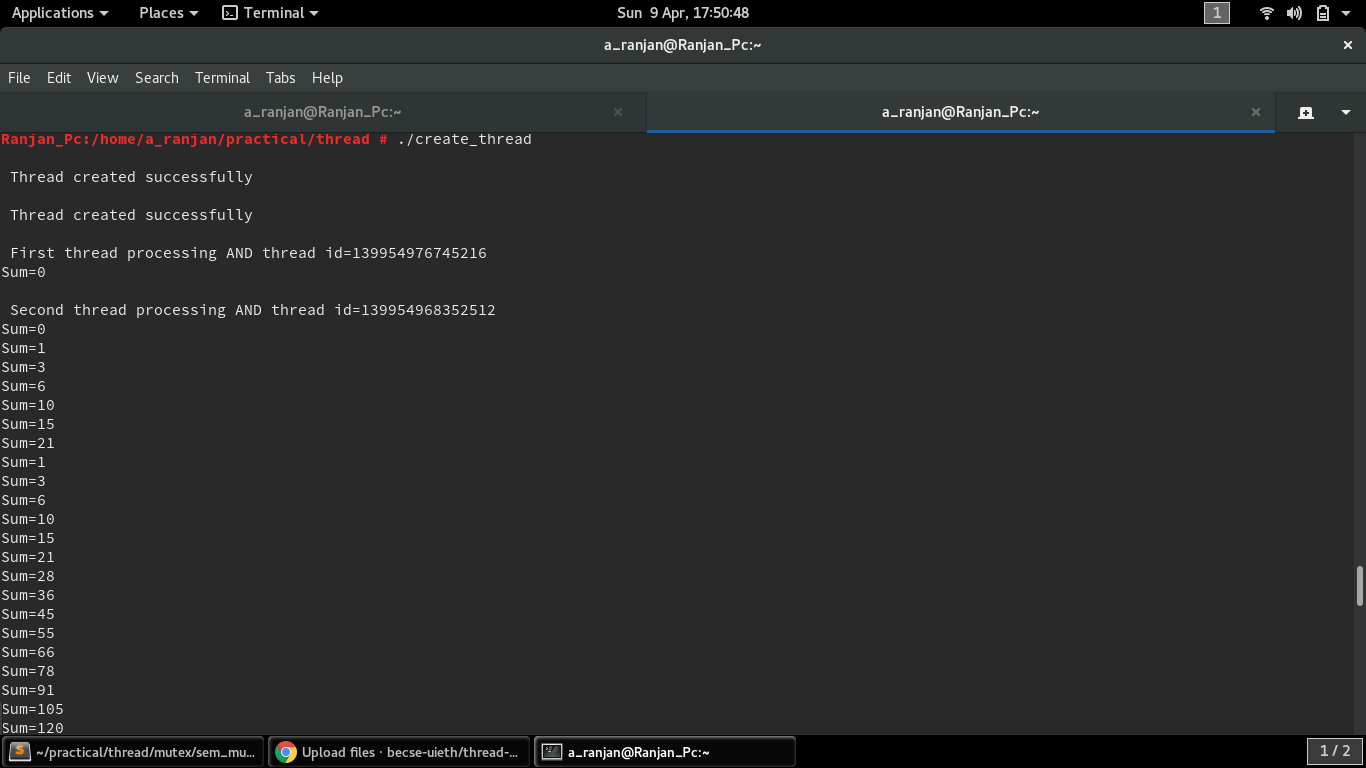 Applications Places Terminal Sun 9 Apr, 17:50:48 1
a_ranjan@Ranjan_Pc:~
File Edit View Search Terminal Tabs Help
a_ranjan@Ranjan_Pc:~ a_ranjan@Ranjan_Pc:~
Ranjan_Pc:/home/a_ranjan/practical/thread # ./create_thread
Thread created successfully
Thread created successfully
First thread processing AND thread id=139954976745216
Sum=0
Second thread processing AND thread id=139954968352512
Sum=0
Sum=1
Sum=3
Sum=6
Sum=10
Sum=15
Sum=21
Sum=1
Sum=3
Sum=6
Sum=10
Sum=15
Sum=21
Sum=28
Sum=36
Sum=45
Sum=55
Sum=66
Sum=78
Sum=91
Sum=105
Sum=120
~/practical/thread/mutex/sem_mu... Upload files · becse-uieth/thread-... a_ranjan@Ranjan_Pc:~ 1 / 2